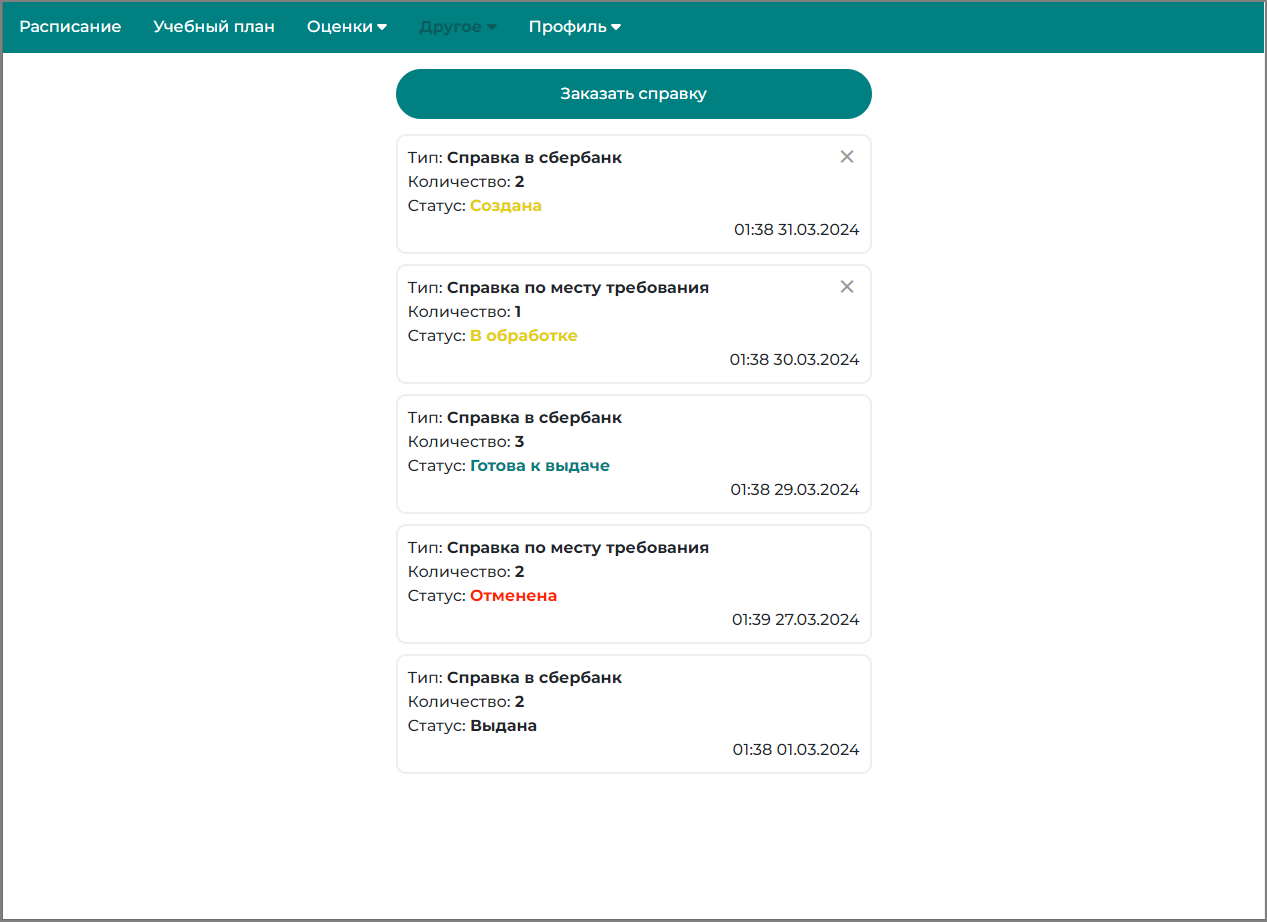 Расписание Учебный план Оценки Другое Профиль
Заказать справку
Тип: Справка в сбербанк
Количество: 2
Статус: Создана
01:38 31.03.2024
Тип: Справка по месту требования
Количество: 1
Статус: В обработке
01:38 30.03.2024
Тип: Справка в сбербанк
Количество: 3
Статус: Готова к выдаче
01:38 29.03.2024
Тип: Справка по месту требования
Количество: 2
Статус: Отменена
01:39 27.03.2024
Тип: Справка в сбербанк
Количество: 2
Статус: Выдана
01:38 01.03.2024